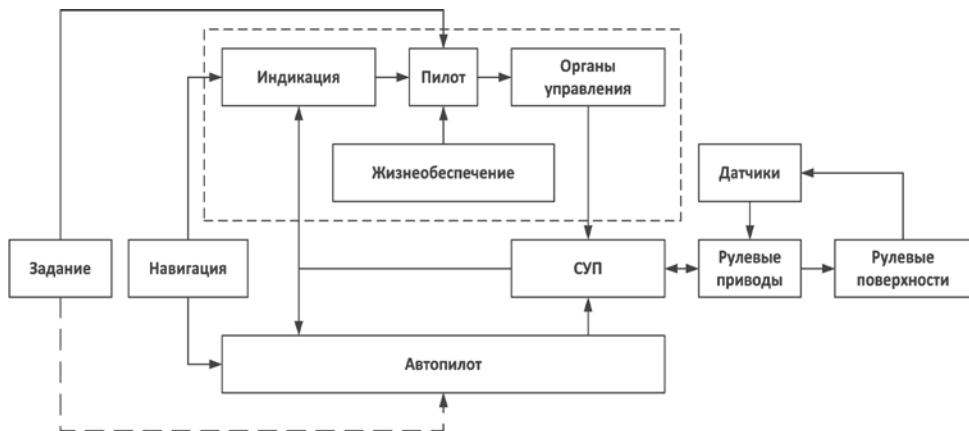 Индикация
Пилот
Органы
управления
Жизнеобеспечение
Датчики
Задание
Навигация
СУП
Рулевые
приводы
Рулевые
поверхности
Автопилот